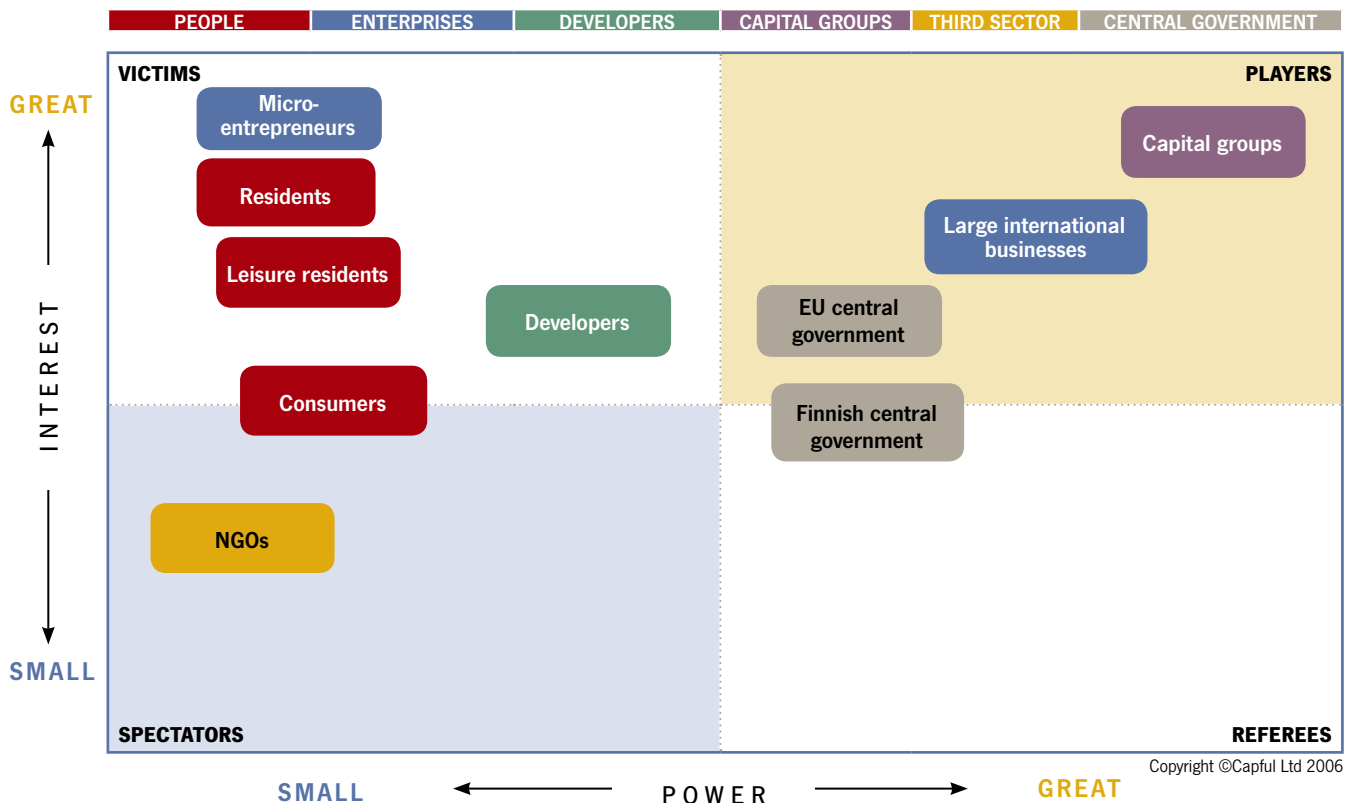 PEOPLE
ENTERPRISES
DEVELOPERS
CAPITAL GROUPS
THIRD SECTOR
CENTRAL GOVERNMENT
VICTIMS
PLAYERS
GREAT
Micro-
entrepreneurs
Capital groups
Residents
Large international
businesses
Leisure residents
Developers
EU central
government
INTEREST
Consumers
Finnish central
government
NGOs
SMALL
SPECTATORS
REFEREES
Copyright ©Capful Ltd 2006
SMALL
POWER
GREAT